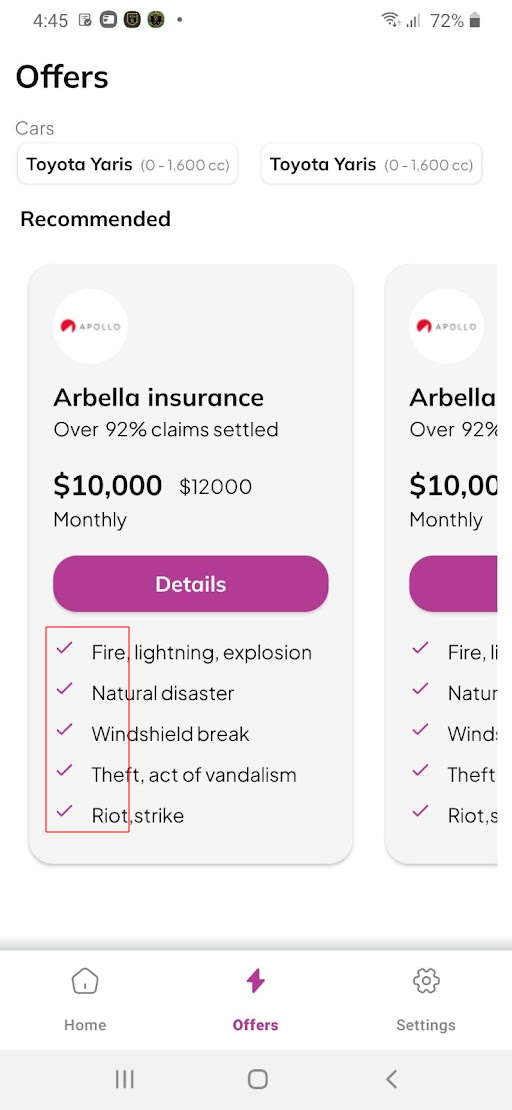 4:45
72%
Offers
Cars
Toyota Yaris (0 - 1,600 cc) Toyota Yaris (0 - 1,600 cc)
Recommended
APOLLO APOLLO
Arbella insurance Arbella
Over 92% claims settled Over 92%
$10,000 $12000 $10,00
Monthly Monthly
Details
Fire, lightning, explosion Fire, li
Natural disaster Natur
Windshield break Winds
Theft, act of vandalism Theft
Riot,strike Riot,s
Home Offers Settings